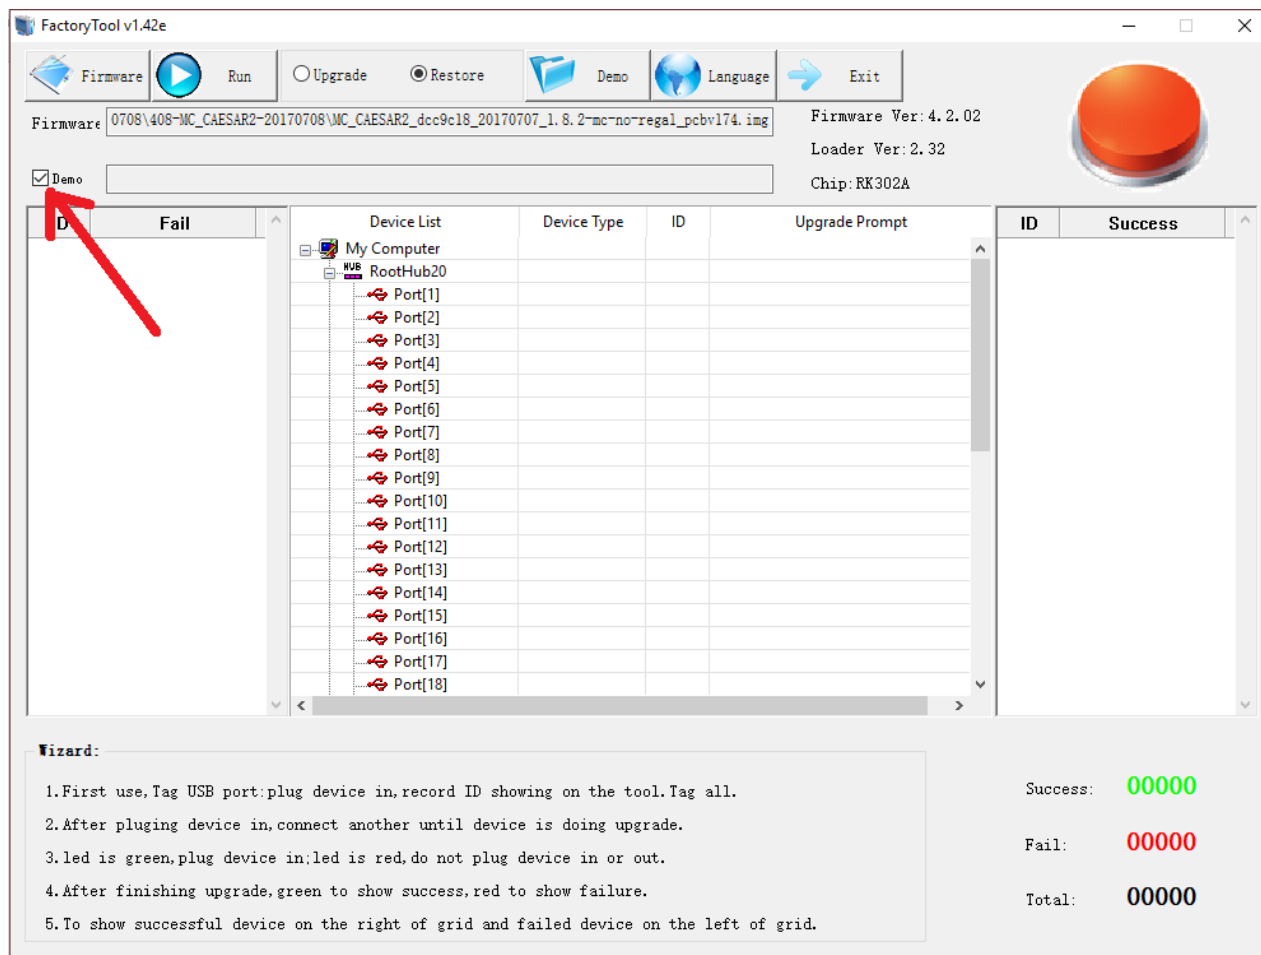 FactoryTool v1.42e
Firmware Run Upgrade Restore Demo Language Exit
Firmware 0708\408-MC_CAESAR2-20170708\MC_CAESAR2_dcc9c18_20170707_1.8.2-mc-no-regal_pcbv174.img
Firmware Ver:4.2.02
Loader Ver:2.32
Demo
Chip:RK302A
Fail
Device List Device Type ID Upgrade Prompt
ID Success
My Computer
HUB RootHub20
Port[1]
Port[2]
Port[3]
Port[4]
Port[5]
Port[6]
Port[7]
Port[8]
Port[9]
Port[10]
Port[11]
Port[12]
Port[13]
Port[14]
Port[15]
Port[16]
Port[17]
Port[18]
Wizard:
1.First use,Tag USB port:plug device in,record ID showing on the tool.Tag all.
2.After pluging device in,connect another until device is doing upgrade.
3.led is green,plug device in;led is red,do not plug device in or out.
4.After finishing upgrade,green to show success,red to show failure.
5.To show successful device on the right of grid and failed device on the left of grid.
Success: 00000
Fail: 00000
Total: 00000